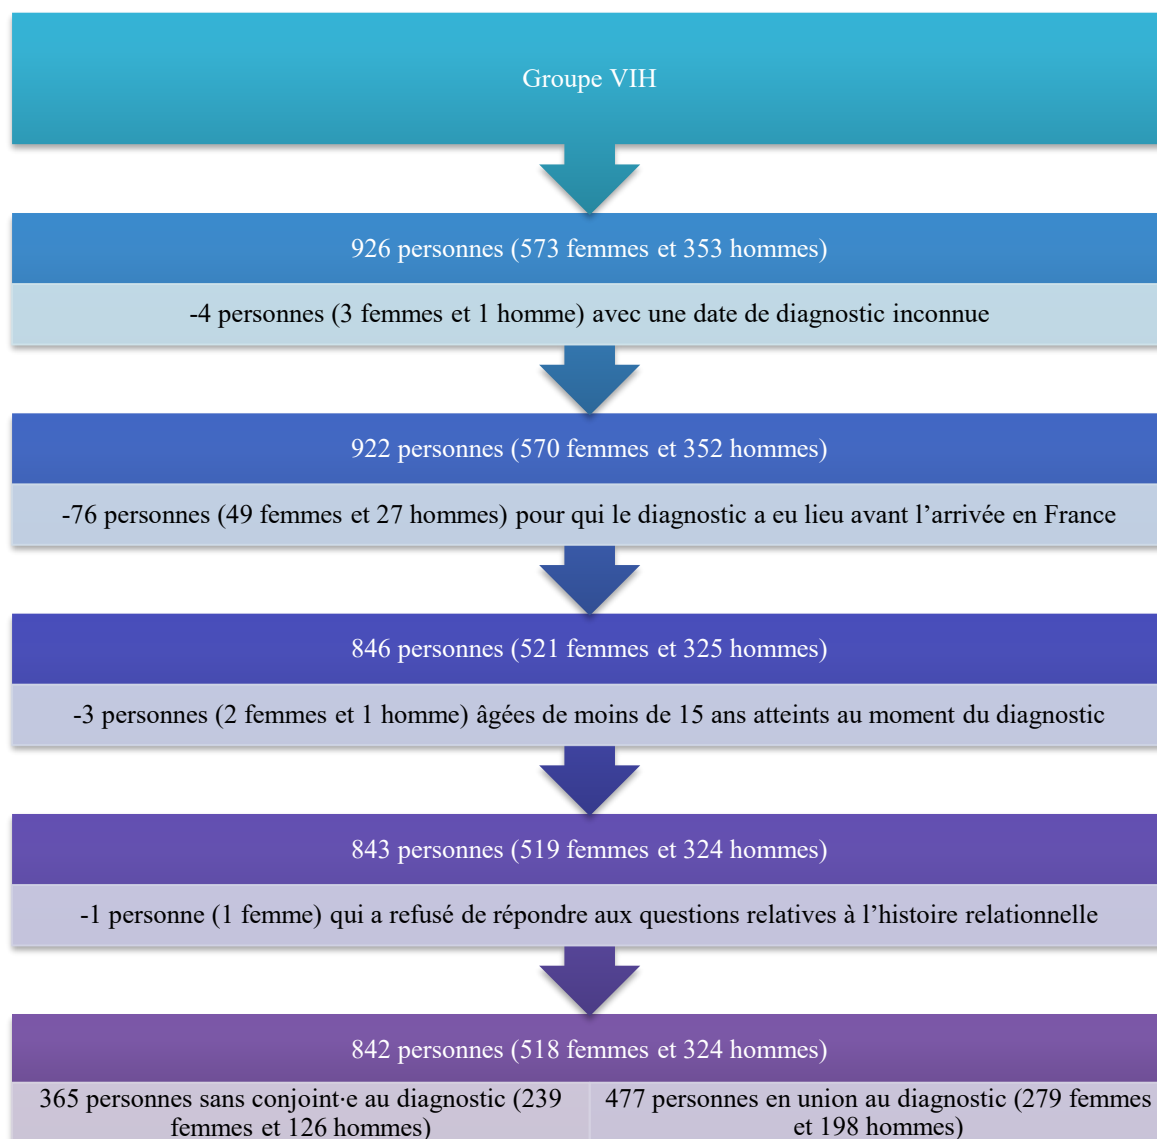 Groupe VIH
926 personnes (573 femmes et 353 hommes)
-4 personnes (3 femmes et 1 homme) avec une date de diagnostic inconnue
922 personnes (570 femmes et 352 hommes)
-76 personnes (49 femmes et 27 hommes) pour qui le diagnostic a eu lieu avant l’arrivée en France
846 personnes (521 femmes et 325 hommes)
-3 personnes (2 femmes et 1 homme) âgées de moins de 15 ans atteints au moment du diagnostic
843 personnes (519 femmes et 324 hommes)
-1 personne (1 femme) qui a refusé de répondre aux questions relatives à l’histoire relationnelle
842 personnes (518 femmes et 324 hommes)
365 personnes sans conjoint·e au diagnostic (239
femmes et 126 hommes)
477 personnes en union au diagnostic (279 femmes
et 198 hommes)